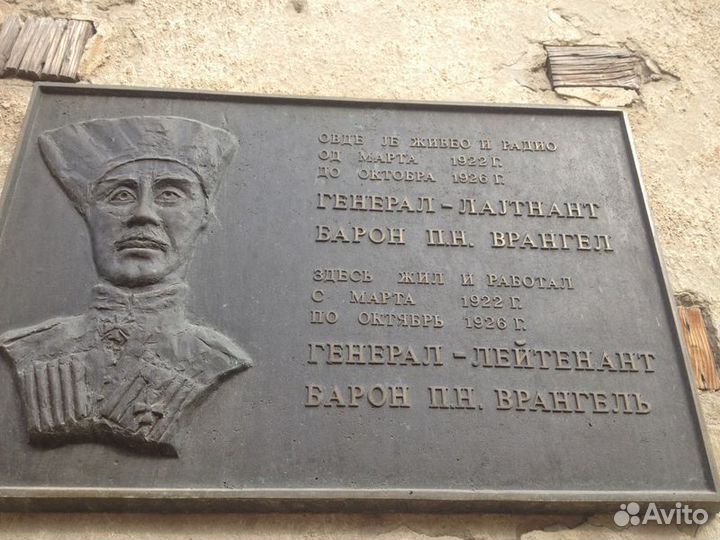 ОВДЕ ЈЕ ЖИВЕО И РАДИО
ОД МАРТА 1922 Г.
ДО ОКТОБРА 1926 Г.
ГЕНЕРАЛ – ЛАЈТНАНТ
БАРОН П.Н. ВРАНГЕЛ
ЗДЕСЬ ЖИЛ И РАБОТАЛ
С МАРТА 1922 Г.
ПО ОКТЯБРЬ 1926 Г.
ГЕНЕРАЛ – ЛЕЙТЕНАНТ
БАРОН П.Н. ВРАНГЕЛЬ
Avito